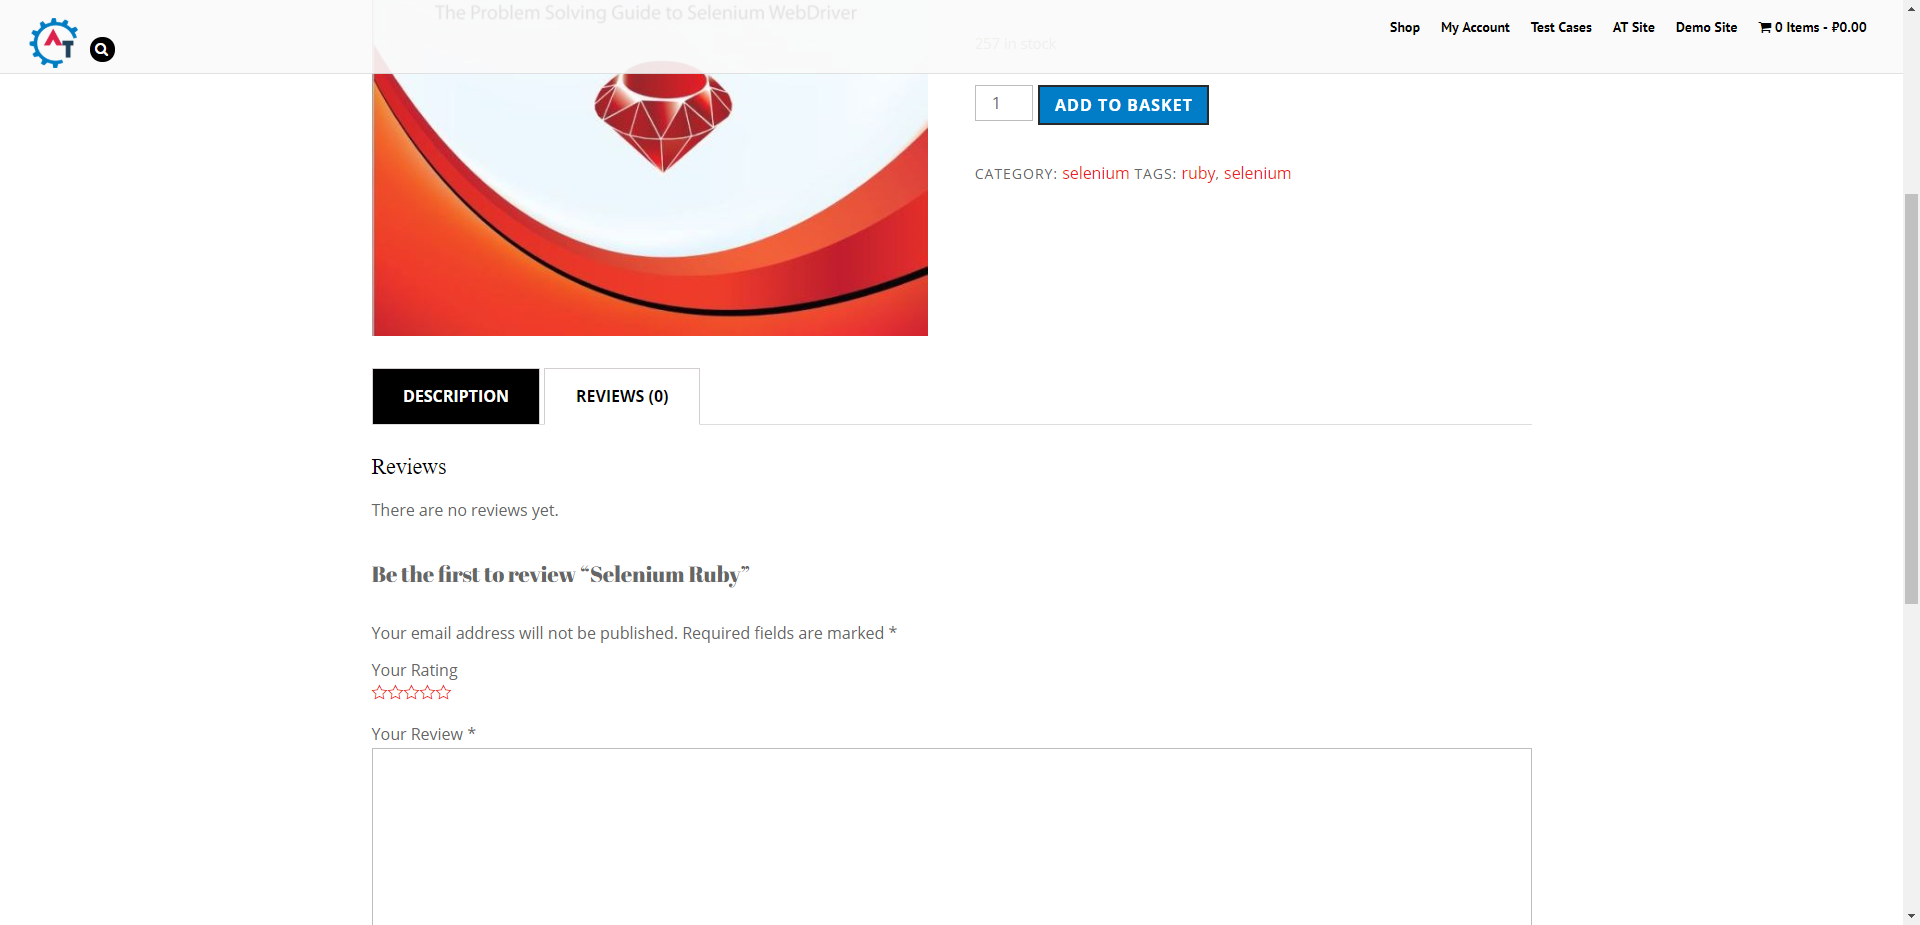 The Problem Solving Guide to Selenium WebDriver
AT
Shop My Account Test Cases AT Site Demo Site 0 Items - ₽0.00
257 in stock
1 ADD TO BASKET
CATEGORY: selenium TAGS: ruby, selenium
DESCRIPTION REVIEWS (0)
Reviews
There are no reviews yet.
Be the first to review “Selenium Ruby”
Your email address will not be published. Required fields are marked *
Your Rating
Your Review *